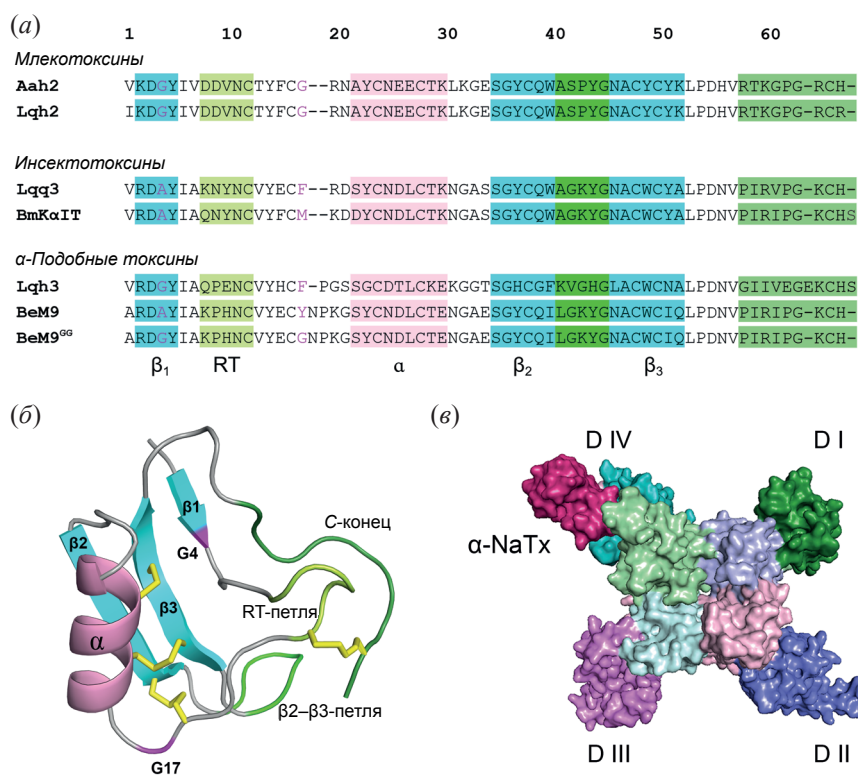 (а)
1 10 20 30 40 50 60
Млекотоксины
Aah2 VKDGYIVDDVNCTYFCG--RNAYCNEECTKLKGESGYCQWASPYGNACYCYKLPDHVRTKGPG-RCH-
Lqh2 IKDGYIVDDVNCTYFCG--RNAYCNEECTKLKGESGYCQWASPYGNACYCYKLPDHVRTKGPG-RCR-
Инсектотоксины
Lqq3 VRDAYIAKNYNCVYECF--RDSYCNDLCTKNGASSGYCQWAGKYGNACWCYALPDNVPIRVPG-KCH-
BmKαIT VRDAYIAQNYNCVYFCM--KDDYCNDLCTKNGASSGYCQWAGKYGNACWCYALPDNVPIRIPG-KCHS
α-Подобные токсины
Lqh3 VRDGYIAQPENCVYHCF-PGSSGCDTLCKEKGGTSGHCGFKVGHGLACWCNALPDNVGIIVEGEKCHS
BeM9 ARDAYIAKPHNCVYECYNPKGSYCNDLCTENGAESGYCQILGKYGNACWCIQLPDNVPIRIPG-KCH-
BeM9GG ARDGYIAKPHNCVYECGNPKGSYCNDLCTENGAESGYCQILGKYGNACWCIQLPDNVPIRIPG-KCH-
β1 RT α β2 β3
(б)
β1
β2
G4
C-конец
β3
RT-петля
α
β2–β3-петля
G17
(в)
D IV D I
α-NaTx
D III D II